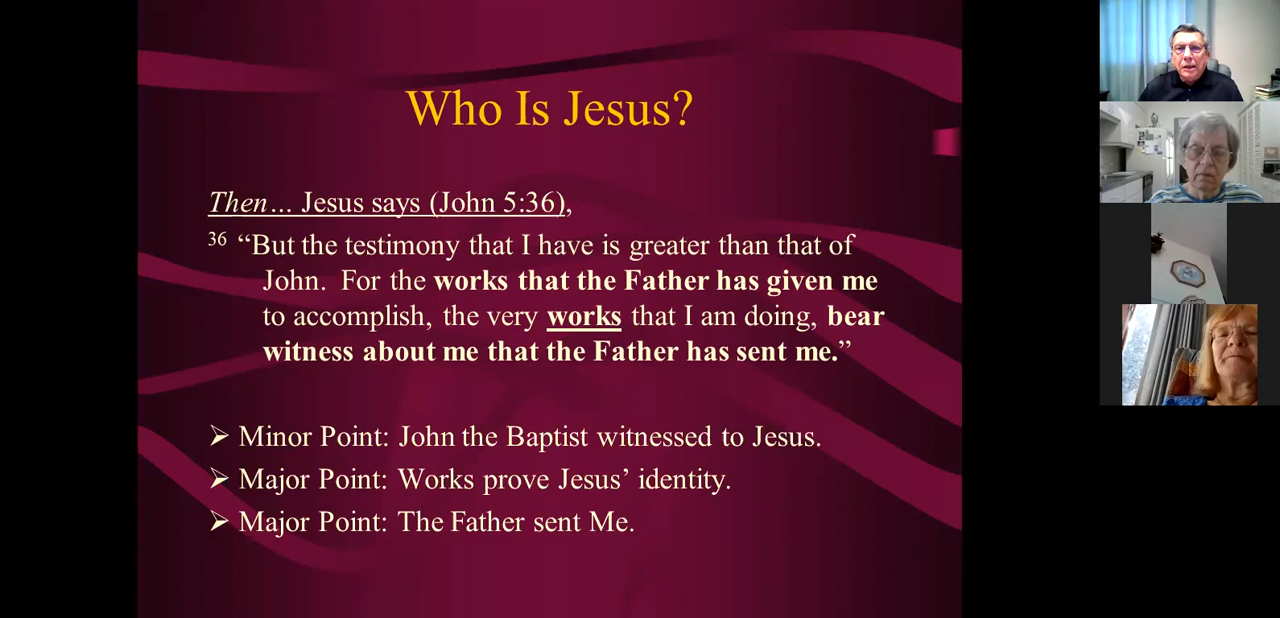 Who Is Jesus?
Then… Jesus says (John 5:36),
36 “But the testimony that I have is greater than that of
John.  For the works that the Father has given me
to accomplish, the very works that I am doing, bear
witness about me that the Father has sent me.”
➢ Minor Point: John the Baptist witnessed to Jesus.
➢ Major Point: Works prove Jesus’ identity.
➢ Major Point: The Father sent Me.